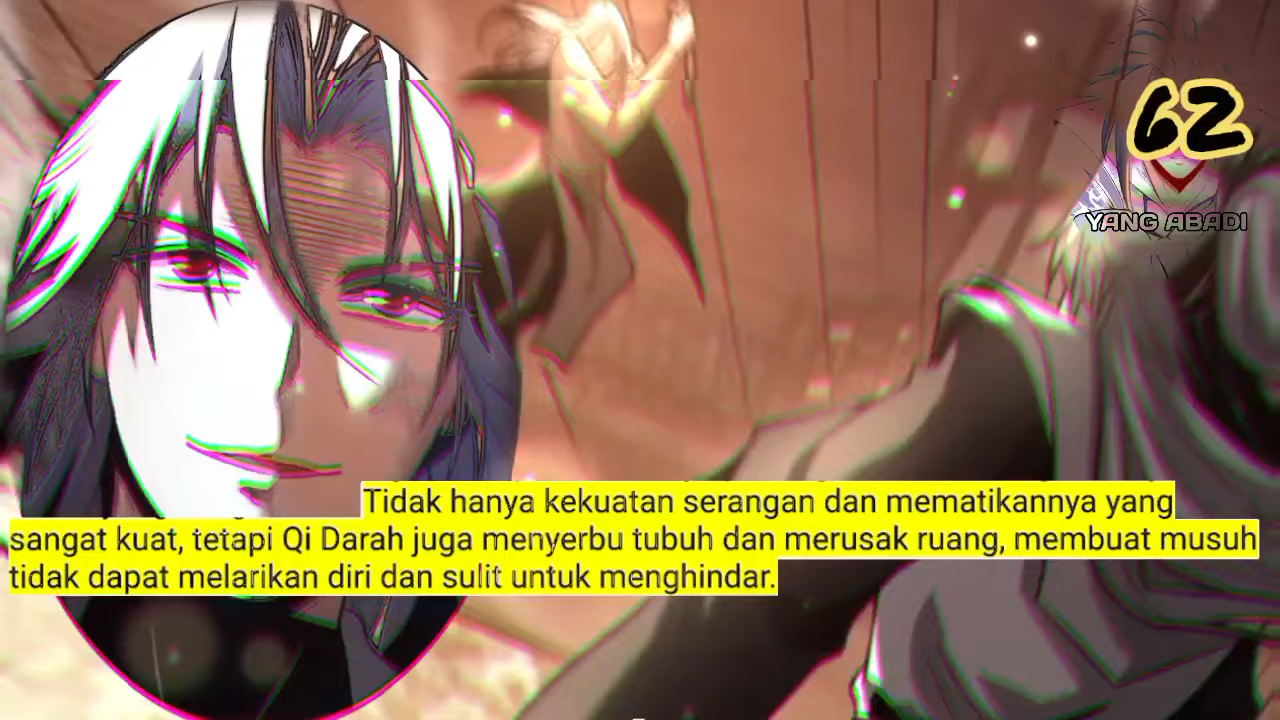 62
YANG ABADI
Tidak hanya kekuatan serangan dan mematikannya yang
sangat kuat, tetapi Qi Darah juga menyerbu tubuh dan merusak ruang, membuat musuh
tidak dapat melarikan diri dan sulit untuk menghindar.